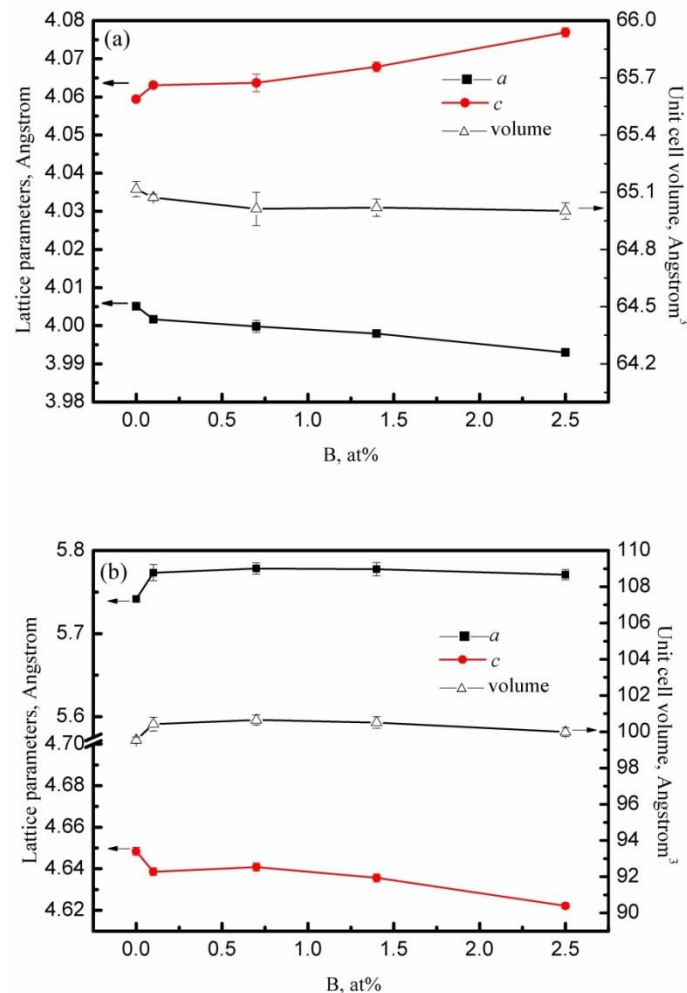 (a)
4.08
4.07
4.06
4.05
4.04
4.03
4.02
4.01
4.00
3.99
3.98
Lattice parameters, Angstrom
a
c
volume
66.0
65.7
65.4
65.1
64.8
64.5
64.2
Unit cell volume, Angstrom³
0.0 0.5 1.0 1.5 2.0 2.5
B, at%
(b)
5.8
5.7
5.6
4.70
4.68
4.66
4.64
4.62
Lattice parameters, Angstrom
a
c
volume
110
108
106
104
102
100
98
96
94
92
90
Unit cell volume, Angstrom³
0.0 0.5 1.0 1.5 2.0 2.5
B, at%